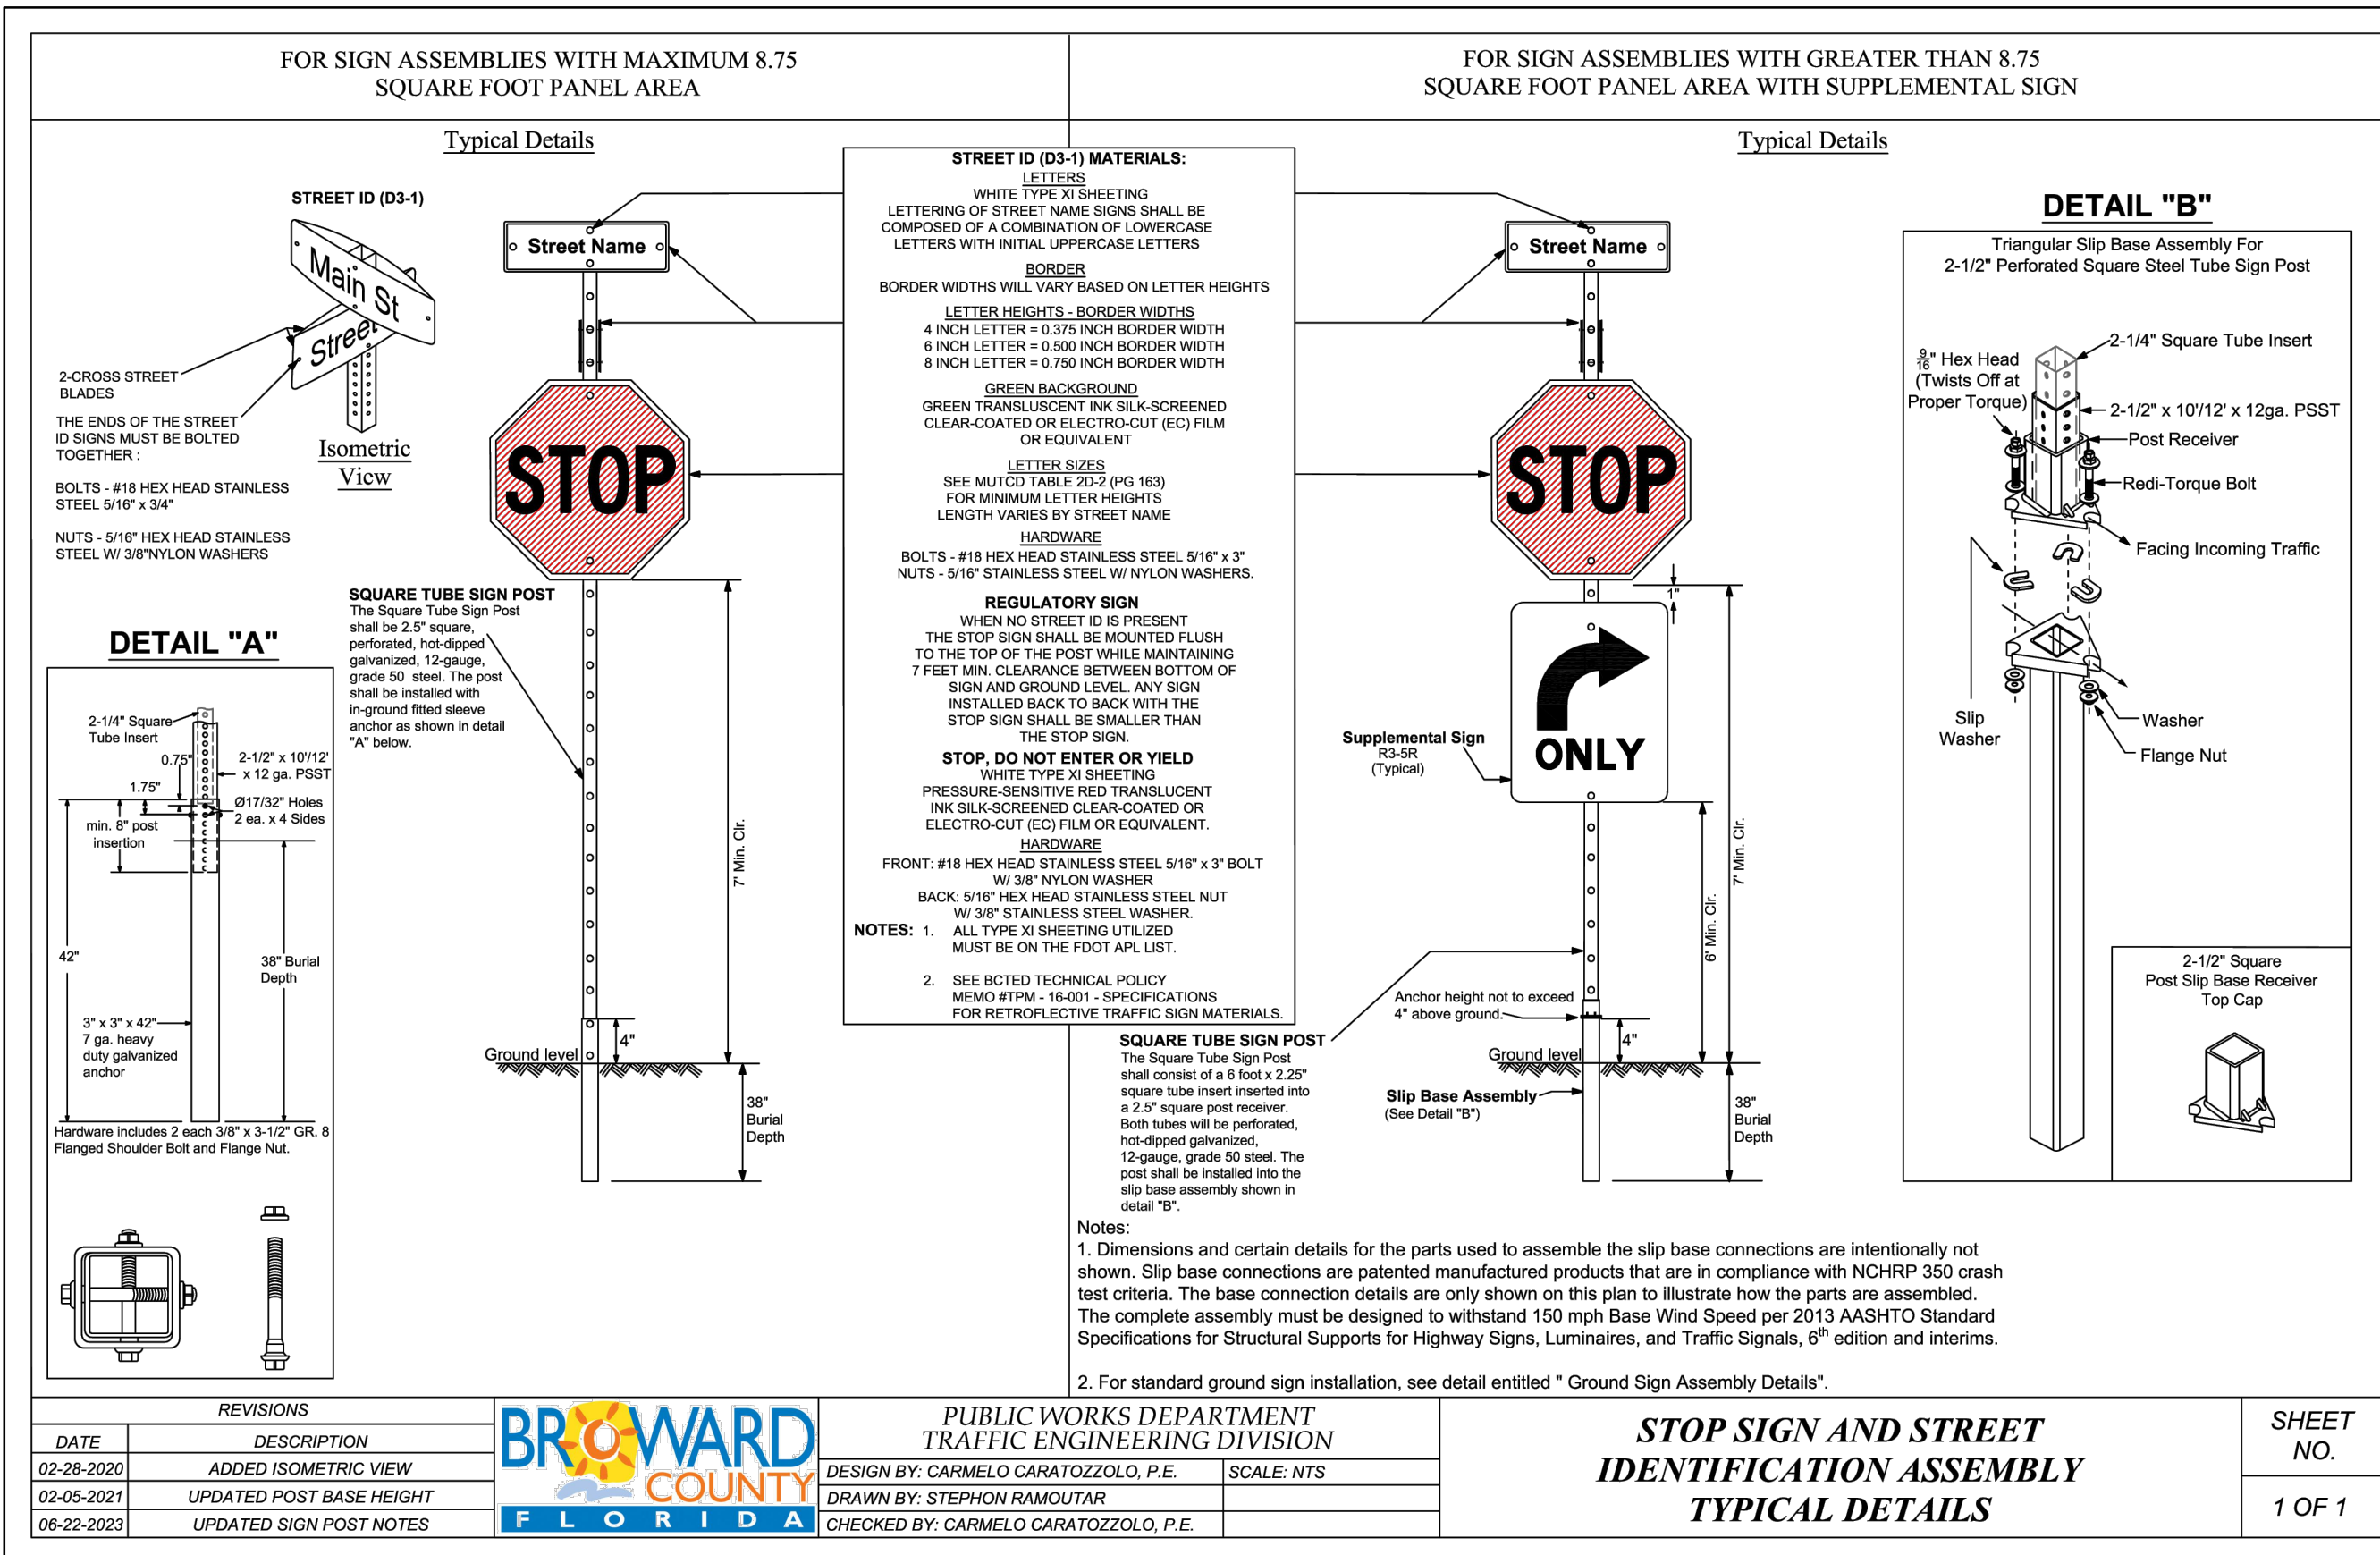 FOR SIGN ASSEMBLIES WITH MAXIMUM 8.75
SQUARE FOOT PANEL AREA
FOR SIGN ASSEMBLIES WITH GREATER THAN 8.75
SQUARE FOOT PANEL AREA WITH SUPPLEMENTAL SIGN
Typical Details
STREET ID (D3-1)
Main St
Street
2-CROSS STREET
BLADES
THE ENDS OF THE STREET
ID SIGNS MUST BE BOLTED
TOGETHER :
BOLTS - #18 HEX HEAD STAINLESS
STEEL 5/16" x 3/4"
NUTS - 5/16" HEX HEAD STAINLESS
STEEL W/ 3/8"NYLON WASHERS
Isometric
View
Street Name
STOP
SQUARE TUBE SIGN POST
The Square Tube Sign Post
shall be 2.5" square,
perforated, hot-dipped
galvanized, 12-gauge,
grade 50 steel. The post
shall be installed with
in-ground fitted sleeve
anchor as shown in detail
"A" below.
7' Min. Clr.
Ground level
4"
38"
Burial
Depth
DETAIL "A"
2-1/4" Square
Tube Insert
0.75"
2-1/2" x 10'/12'
x 12 ga. PSST
1.75"
Ø17/32" Holes
2 ea. x 4 Sides
min. 8" post
insertion
42"
38" Burial
Depth
3" x 3" x 42"
7 ga. heavy
duty galvanized
anchor
Hardware includes 2 each 3/8" x 3-1/2" GR. 8
Flanged Shoulder Bolt and Flange Nut.
STREET ID (D3-1) MATERIALS:
LETTERS
WHITE TYPE XI SHEETING
LETTERING OF STREET NAME SIGNS SHALL BE
COMPOSED OF A COMBINATION OF LOWERCASE
LETTERS WITH INITIAL UPPERCASE LETTERS
BORDER
BORDER WIDTHS WILL VARY BASED ON LETTER HEIGHTS
LETTER HEIGHTS - BORDER WIDTHS
4 INCH LETTER = 0.375 INCH BORDER WIDTH
6 INCH LETTER = 0.500 INCH BORDER WIDTH
8 INCH LETTER = 0.750 INCH BORDER WIDTH
GREEN BACKGROUND
GREEN TRANSLUSCENT INK SILK-SCREENED
CLEAR-COATED OR ELECTRO-CUT (EC) FILM
OR EQUIVALENT
LETTER SIZES
SEE MUTCD TABLE 2D-2 (PG 163)
FOR MINIMUM LETTER HEIGHTS
LENGTH VARIES BY STREET NAME
HARDWARE
BOLTS - #18 HEX HEAD STAINLESS STEEL 5/16" x 3"
NUTS - 5/16" STAINLESS STEEL W/ NYLON WASHERS.
REGULATORY SIGN
WHEN NO STREET ID IS PRESENT
THE STOP SIGN SHALL BE MOUNTED FLUSH
TO THE TOP OF THE POST WHILE MAINTAINING
7 FEET MIN. CLEARANCE BETWEEN BOTTOM OF
SIGN AND GROUND LEVEL. ANY SIGN
INSTALLED BACK TO BACK WITH THE
STOP SIGN SHALL BE SMALLER THAN
THE STOP SIGN.
STOP, DO NOT ENTER OR YIELD
WHITE TYPE XI SHEETING
PRESSURE-SENSITIVE RED TRANSLUCENT
INK SILK-SCREENED CLEAR-COATED OR
ELECTRO-CUT (EC) FILM OR EQUIVALENT.
HARDWARE
FRONT: #18 HEX HEAD STAINLESS STEEL 5/16" x 3" BOLT
W/ 3/8" NYLON WASHER
BACK: 5/16" HEX HEAD STAINLESS STEEL NUT
W/ 3/8" STAINLESS STEEL WASHER.
NOTES: 1. ALL TYPE XI SHEETING UTILIZED
MUST BE ON THE FDOT APL LIST.
2. SEE BCTED TECHNICAL POLICY
MEMO #TPM - 16-001 - SPECIFICATIONS
FOR RETROFLECTIVE TRAFFIC SIGN MATERIALS.
Typical Details
Street Name
STOP
1"
ONLY
Supplemental Sign
R3-5R
(Typical)
6' Min. Clr.
7' Min. Clr.
Anchor height not to exceed
4" above ground.
4"
Ground level
SQUARE TUBE SIGN POST
The Square Tube Sign Post
shall consist of a 6 foot x 2.25"
square tube insert inserted into
a 2.5" square post receiver.
Both tubes will be perforated,
hot-dipped galvanized,
12-gauge, grade 50 steel. The
post shall be installed into the
slip base assembly shown in
detail "B".
Slip Base Assembly
(See Detail "B")
38"
Burial
Depth
DETAIL "B"
Triangular Slip Base Assembly For
2-1/2" Perforated Square Steel Tube Sign Post
2-1/4" Square Tube Insert
9/16" Hex Head
(Twists Off at
Proper Torque)
2-1/2" x 10'/12' x 12ga. PSST
Post Receiver
Redi-Torque Bolt
Facing Incoming Traffic
Slip
Washer
Washer
Flange Nut
2-1/2" Square
Post Slip Base Receiver
Top Cap
Notes:
1. Dimensions and certain details for the parts used to assemble the slip base connections are intentionally not
shown. Slip base connections are patented manufactured products that are in compliance with NCHRP 350 crash
test criteria. The base connection details are only shown on this plan to illustrate how the parts are assembled.
The complete assembly must be designed to withstand 150 mph Base Wind Speed per 2013 AASHTO Standard
Specifications for Structural Supports for Highway Signs, Luminaires, and Traffic Signals, 6th edition and interims.
2. For standard ground sign installation, see detail entitled " Ground Sign Assembly Details".
REVISIONS
DATE DESCRIPTION
02-28-2020 ADDED ISOMETRIC VIEW
02-05-2021 UPDATED POST BASE HEIGHT
06-22-2023 UPDATED SIGN POST NOTES
BROWARD
COUNTY
FLORIDA
PUBLIC WORKS DEPARTMENT
TRAFFIC ENGINEERING DIVISION
DESIGN BY: CARMELO CARATOZZOLO, P.E. SCALE: NTS
DRAWN BY: STEPHON RAMOUTAR
CHECKED BY: CARMELO CARATOZZOLO, P.E.
STOP SIGN AND STREET
IDENTIFICATION ASSEMBLY
TYPICAL DETAILS
SHEET
NO.
1 OF 1